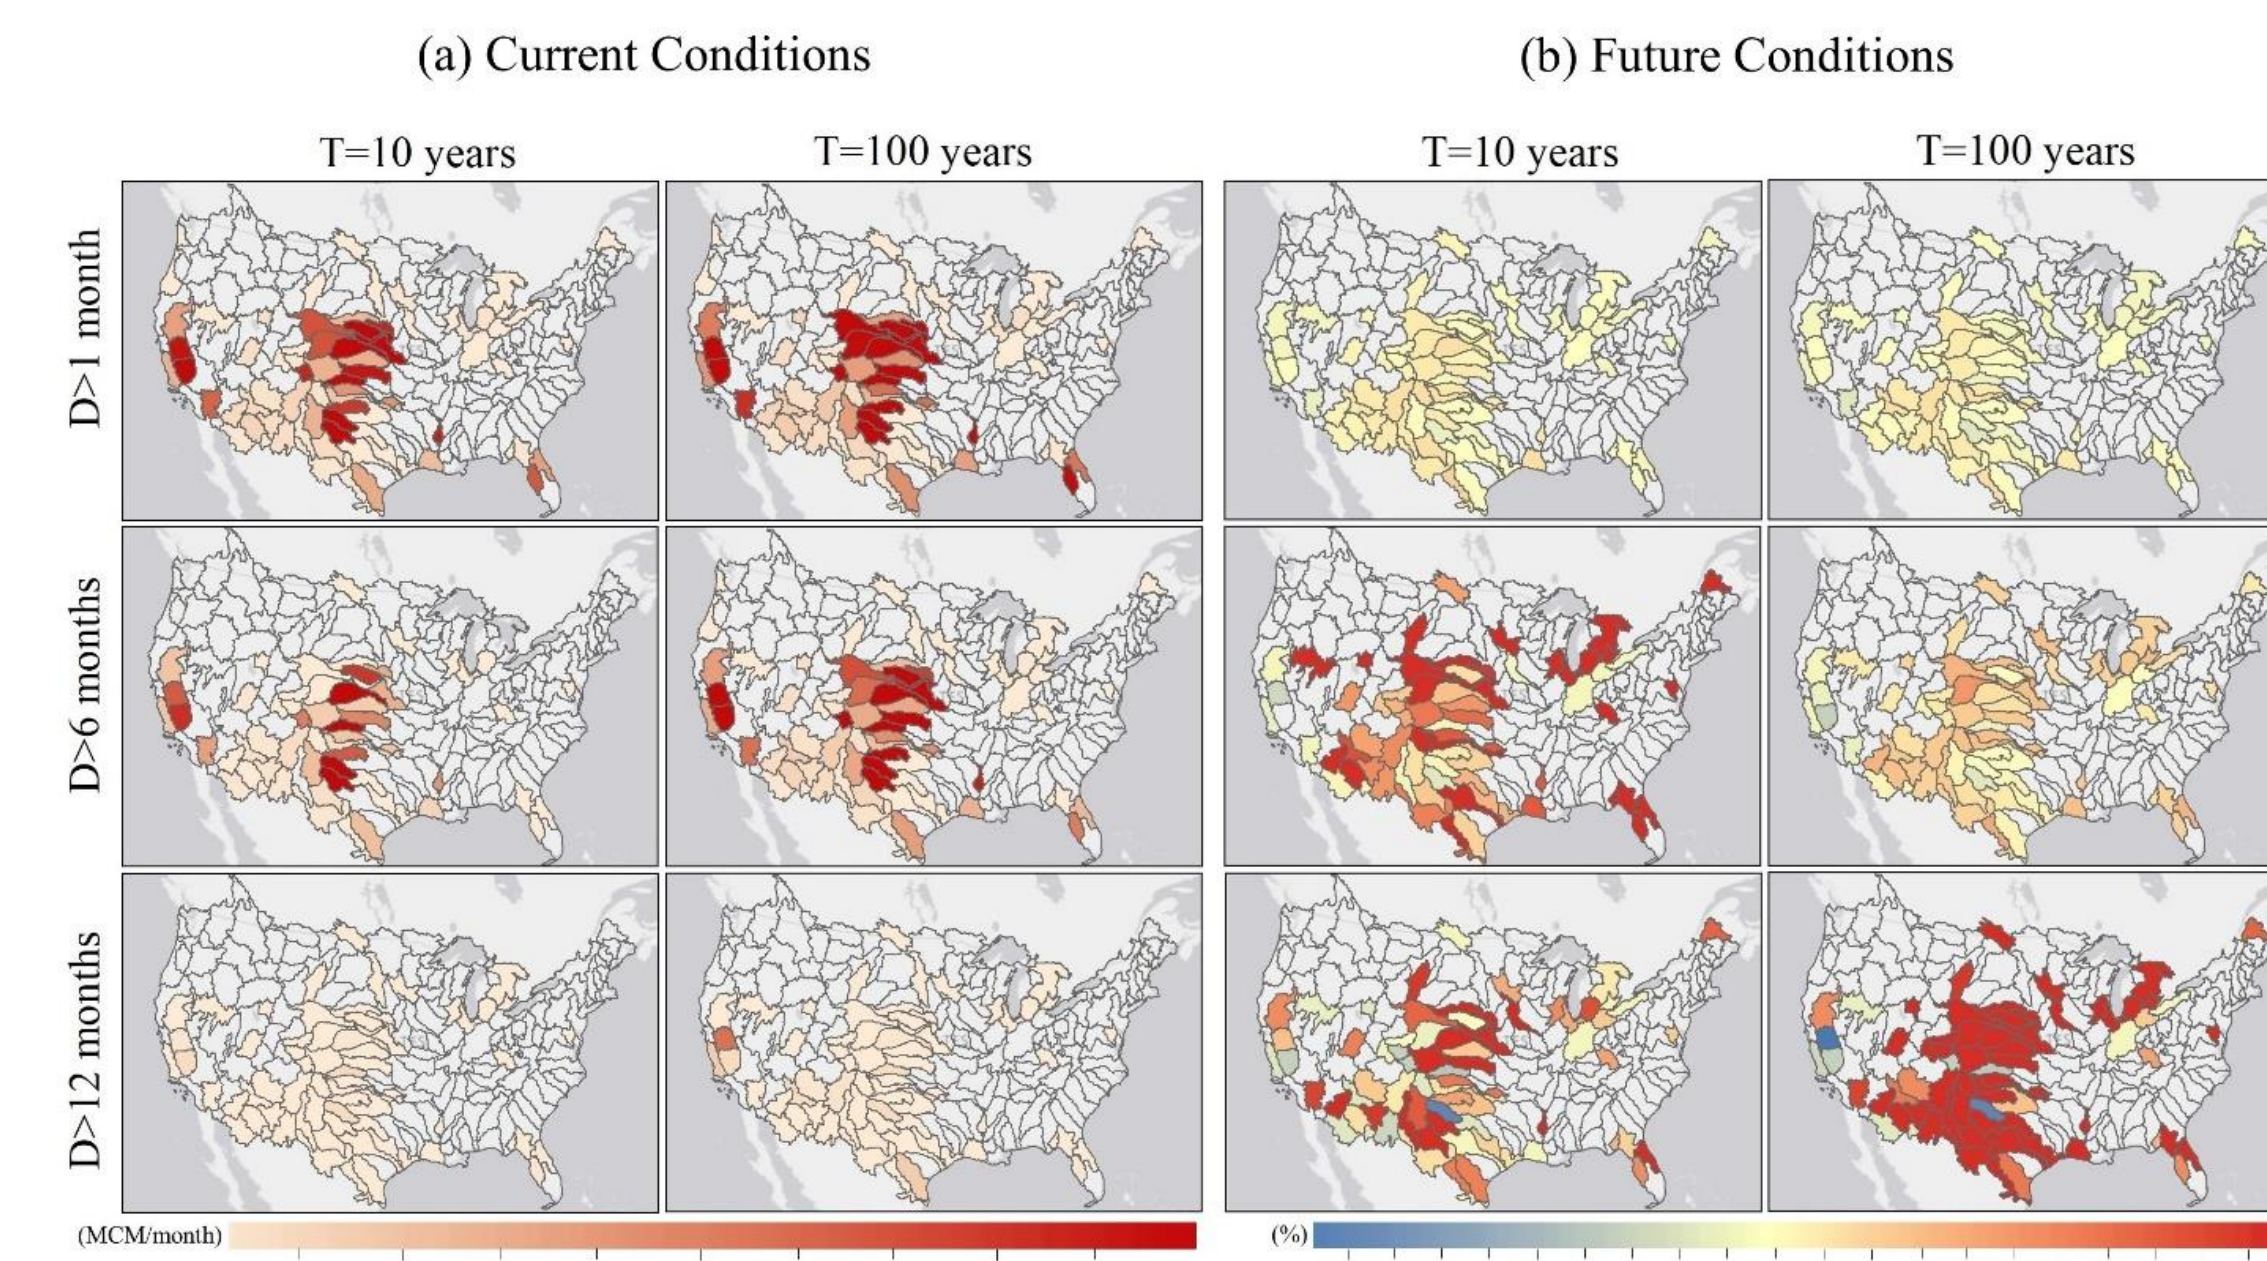 (a) Current Conditions
(b) Future Conditions
T=10 years
T=100 years
T=10 years
T=100 years
D>1 month
D>6 months
D>12 months
(MCM/month)
(%)